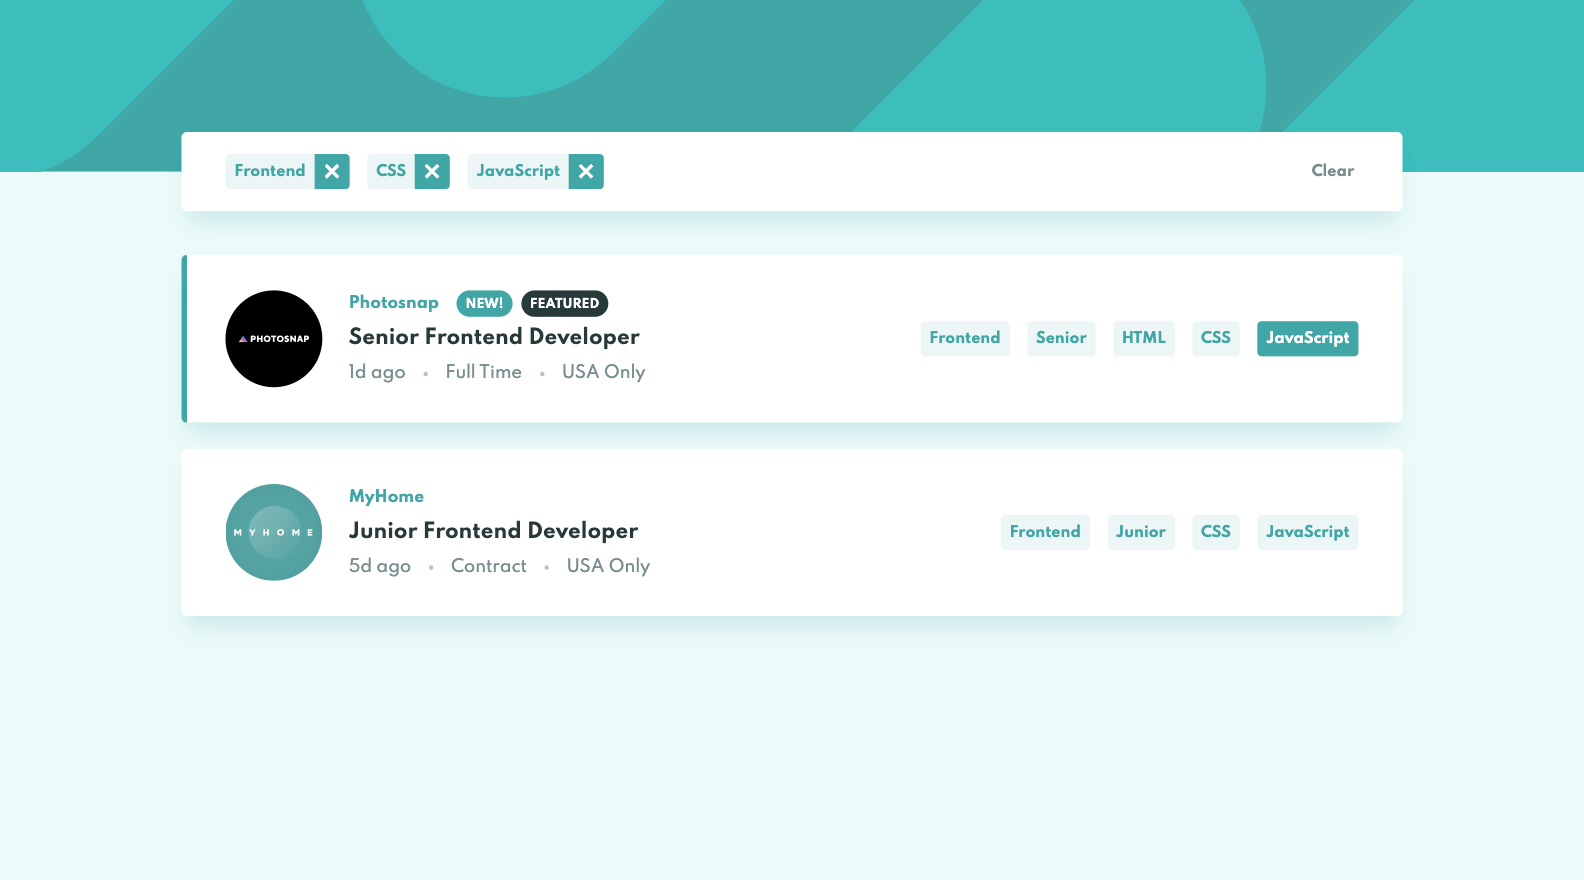 Frontend CSS JavaScript Clear
Photosnap NEW! FEATURED
PHOTOSNAP
Senior Frontend Developer
1d ago • Full Time • USA Only
Frontend Senior HTML CSS JavaScript
MyHome
MYHOME
Junior Frontend Developer
5d ago • Contract • USA Only
Frontend Junior CSS JavaScript